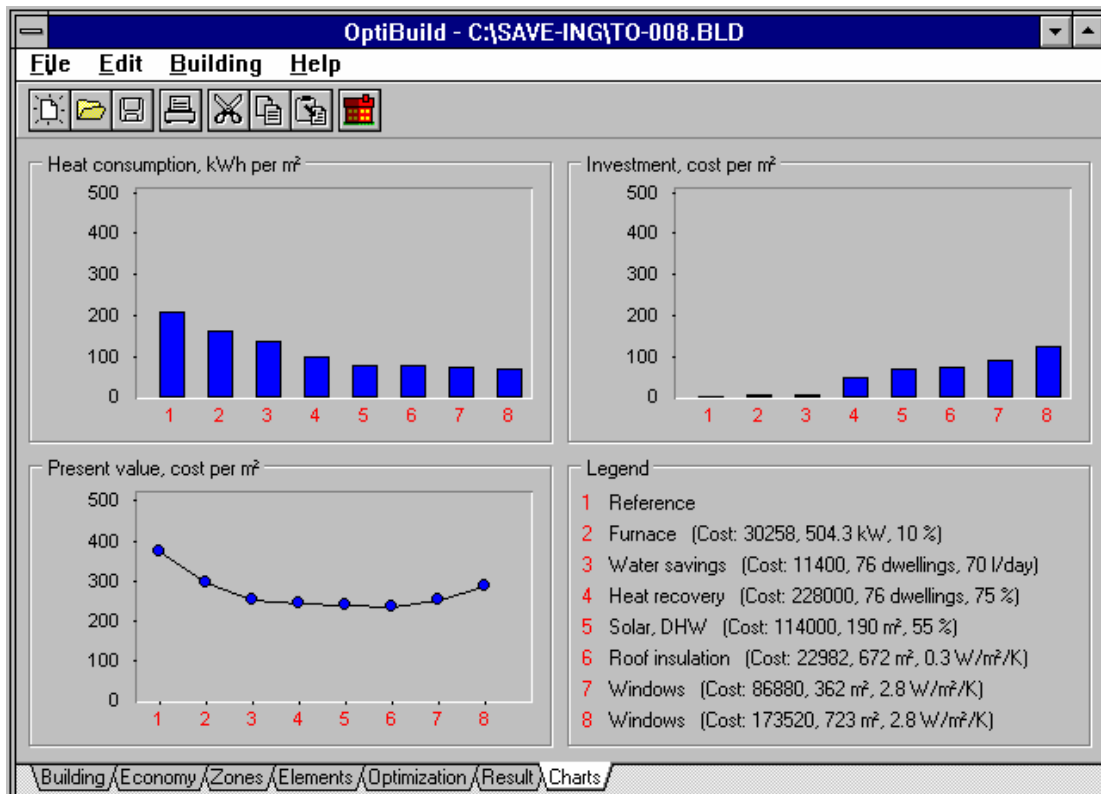 OptiBuild - C:\SAVE-ING\TO-008.BLD
File Edit Building Help
Heat consumption, kWh per m²
500
400
300
200
100
0
1 2 3 4 5 6 7 8
Investment, cost per m²
500
400
300
200
100
0
1 2 3 4 5 6 7 8
Present value, cost per m²
500
400
300
200
100
0
1 2 3 4 5 6 7 8
Legend
1 Reference
2 Furnace (Cost: 30258, 504.3 kW, 10 %)
3 Water savings (Cost: 11400, 76 dwellings, 70 l/day)
4 Heat recovery (Cost: 228000, 76 dwellings, 75 %)
5 Solar, DHW (Cost: 114000, 190 m², 55 %)
6 Roof insulation (Cost: 22982, 672 m², 0.3 W/m²/K)
7 Windows (Cost: 86880, 362 m², 2.8 W/m²/K)
8 Windows (Cost: 173520, 723 m², 2.8 W/m²/K)
Building Economy Zones Elements Optimization Result Charts